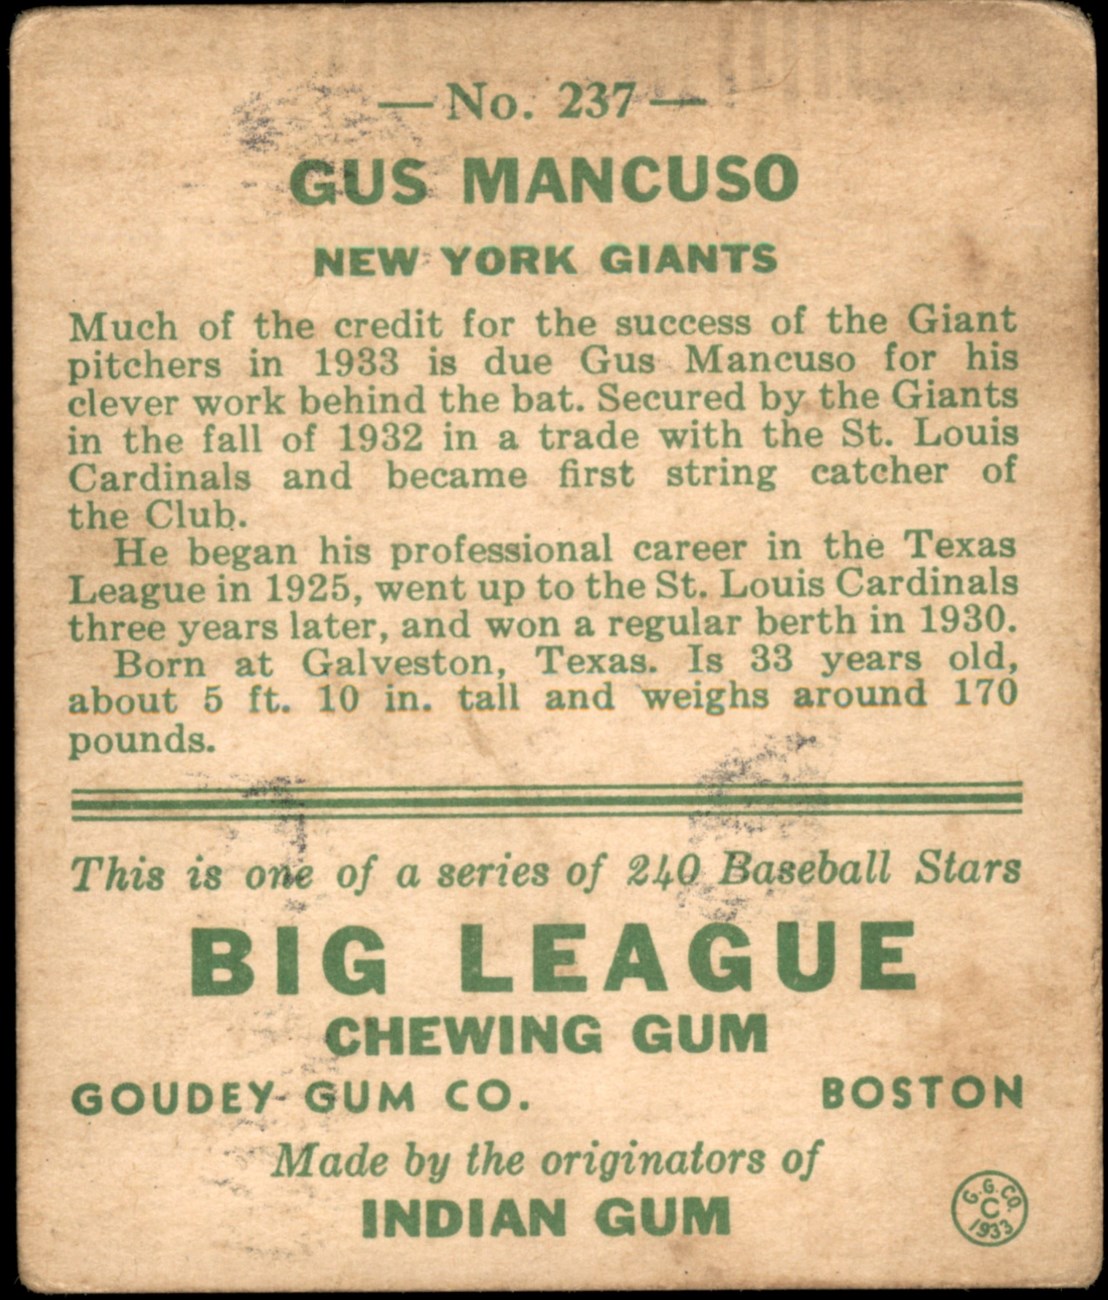 — No. 237 —
GUS MANCUSO
NEW YORK GIANTS
Much of the credit for the success of the Giant
pitchers in 1933 is due Gus Mancuso for his
clever work behind the bat. Secured by the Giants
in the fall of 1932 in a trade with the St. Louis
Cardinals and became first string catcher of
the Club.
He began his professional career in the Texas
League in 1925, went up to the St. Louis Cardinals
three years later, and won a regular berth in 1930.
Born at Galveston, Texas. Is 33 years old,
about 5 ft. 10 in. tall and weighs around 170
pounds.
This is one of a series of 240 Baseball Stars
BIG LEAGUE
CHEWING GUM
GOUDEY GUM CO. BOSTON
Made by the originators of
INDIAN GUM
G. G. CO.
C
1933